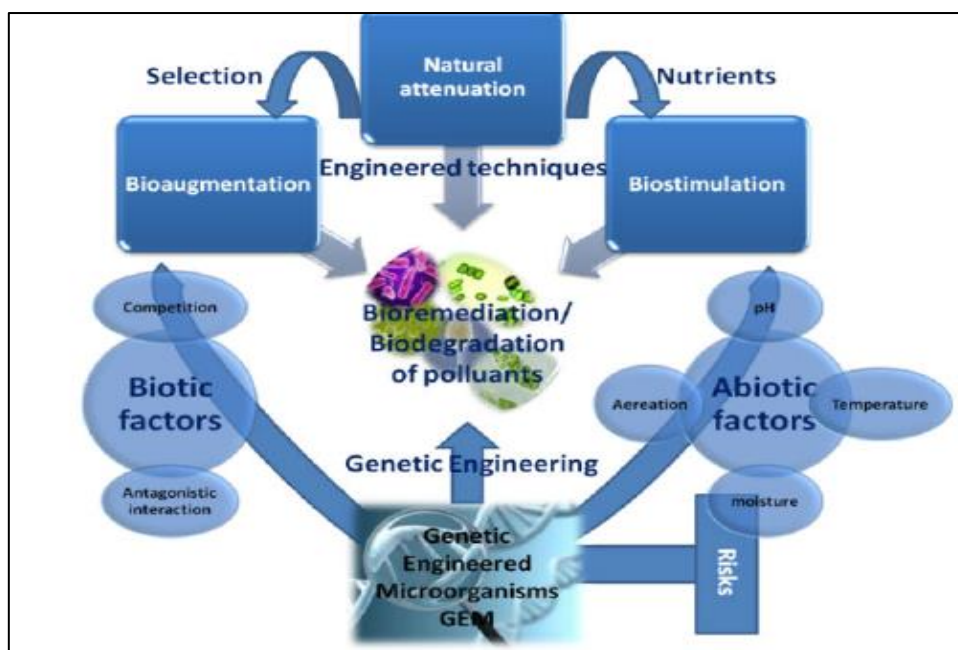 Natural
attenuation
Selection
Nutrients
Bioaugmentation
Engineered techniques
Biostimulation
Competition
Biotic
factors
Antagonistic
interaction
Bioremediation/
Biodegradation
of polluants
pH
Aereation
Abiotic
factors
Temperature
moisture
Genetic Engineering
Genetic
Engineered
Microorganisms
GEM
Risks